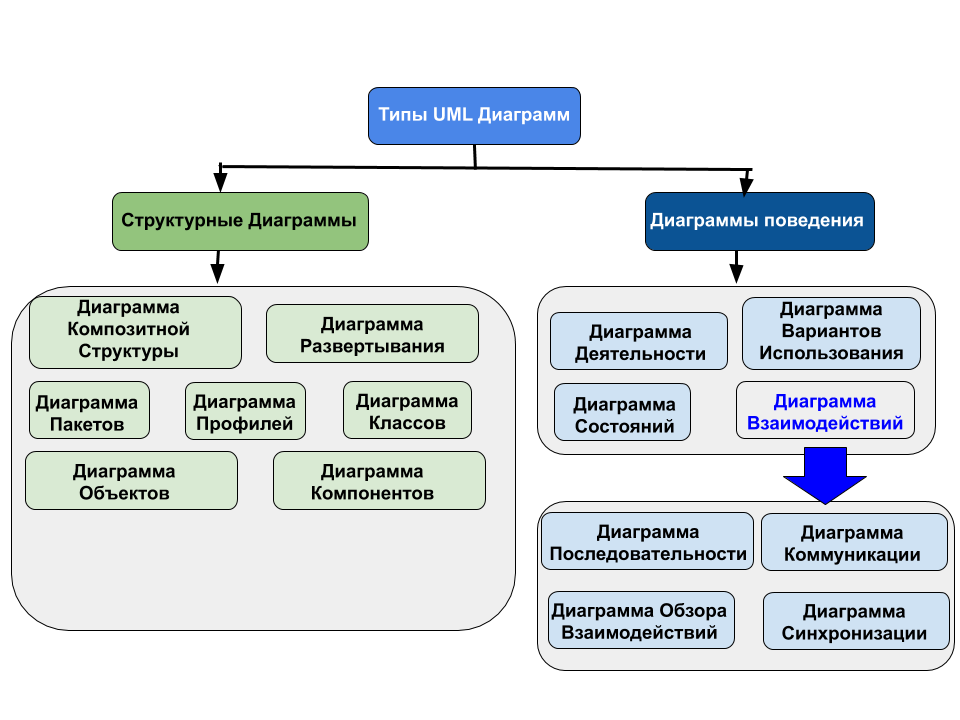 Типы UML Диаграмм
Структурные Диаграммы
Диаграммы поведения
Диаграмма
Композитной
Структуры
Диаграмма
Развертывания
Диаграмма
Пакетов
Диаграмма
Профилей
Диаграмма
Классов
Диаграмма
Объектов
Диаграмма
Компонентов
Диаграмма
Деятельности
Диаграмма
Вариантов
Использования
Диаграмма
Состояний
Диаграмма
Взаимодействий
Диаграмма
Последовательности
Диаграмма
Коммуникации
Диаграмма Обзора
Взаимодействий
Диаграмма
Синхронизации